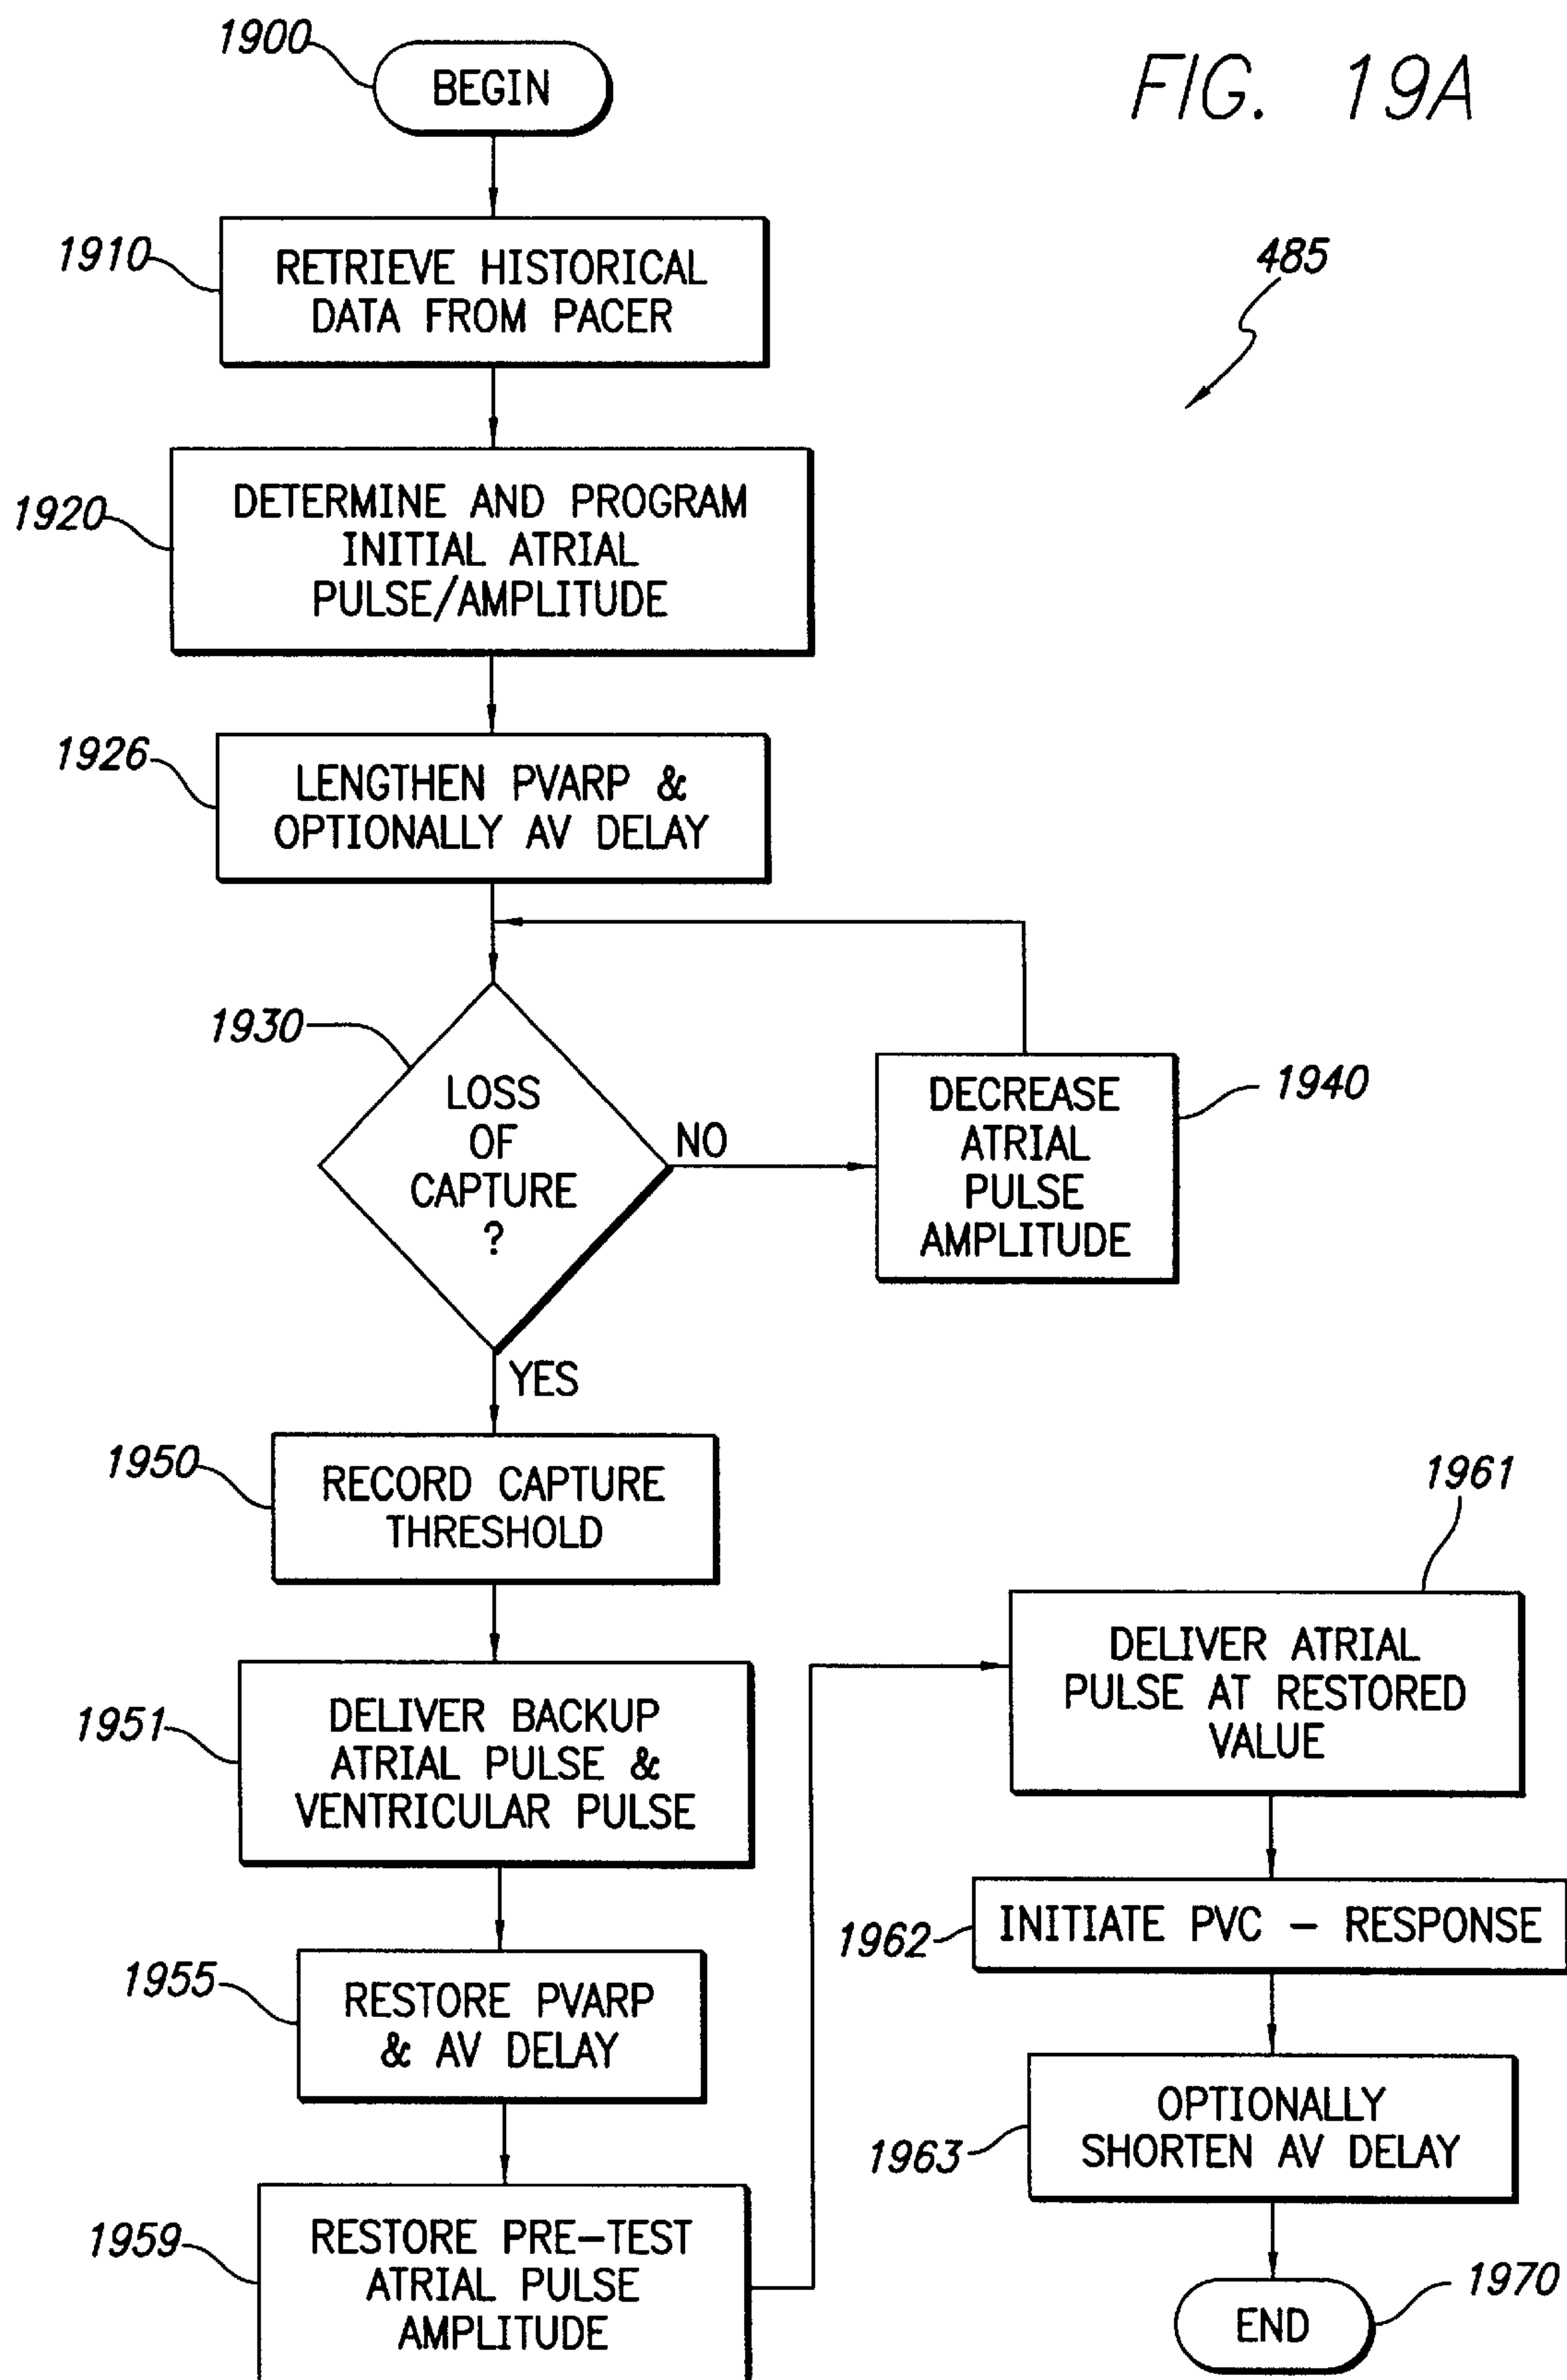 FIG. 19A
1900
BEGIN
1910
RETRIEVE HISTORICAL
DATA FROM PACER
485
1920
DETERMINE AND PROGRAM
INITIAL ATRIAL
PULSE/AMPLITUDE
1926
LENGTHEN PVARP &
OPTIONALLY AV DELAY
1930
LOSS
OF
CAPTURE
?
NO
DECREASE
ATRIAL
PULSE
AMPLITUDE
1940
YES
1950
RECORD CAPTURE
THRESHOLD
1951
DELIVER BACKUP
ATRIAL PULSE &
VENTRICULAR PULSE
1955
RESTORE PVARP
& AV DELAY
1959
RESTORE PRE-TEST
ATRIAL PULSE
AMPLITUDE
1961
DELIVER ATRIAL
PULSE AT RESTORED
VALUE
1962
INITIATE PVC - RESPONSE
1963
OPTIONALLY
SHORTEN AV DELAY
END
1970